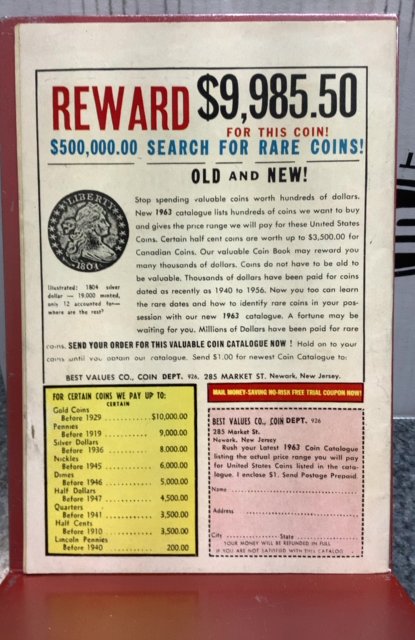 REWARD $9,985.50
FOR THIS COIN!
$500,000.00 SEARCH FOR RARE COINS!
OLD AND NEW!
LIBERTY
1804
Illustrated: 1804 silver
dollar — 19,000 minted,
only 12 accounted for—
where are the rest?
Stop spending valuable coins worth hundreds of dollars.
New 1963 catalogue lists hundreds of coins we want to buy
and gives the price range we will pay for these United States
Coins. Certain half cent coins are worth up to $3,500.00 for
Canadian Coins. Our valuable Coin Book may reward you
many thousands of dollars. Coins do not have to be old to
be valuable. Thousands of dollars have been paid for coins
dated as recently as 1940 to 1956. Now you too can learn
the rare dates and how to identify rare coins in your pos-
session with our new 1963 catalogue. A fortune may be
waiting for you. Millions of Dollars have been paid for rare
coins. SEND YOUR ORDER FOR THIS VALUABLE COIN CATALOGUE NOW! Hold on to your
coins until you obtain our catalogue. Send $1.00 for newest Coin Catalogue to:
BEST VALUES CO., COIN DEPT. 926, 285 MARKET ST. Newark, New Jersey.
FOR CERTAIN COINS WE PAY UP TO:
CERTAIN
Gold Coins
Before 1929 ............$10,000.00
Pennies
Before 1919 ............ 9,000.00
Silver Dollars
Before 1936 ............ 8,000.00
Nickles
Before 1945 ............ 6,000.00
Dimes
Before 1946 ............ 5,000.00
Half Dollars
Before 1947 ............ 4,500.00
Quarters
Before 1941 ............ 3,500.00
Half Cents
Before 1910 ............ 3,500.00
Lincoln Pennies
Before 1940 ............ 200.00
MAIL MONEY-SAVING NO-RISK FREE TRIAL COUPON NOW!
BEST VALUES CO., COIN DEPT. 926
285 Market St.
Newark, New Jersey
Rush your Latest 1963 Coin Catalogue
listing the actual price range you will pay
for United States Coins listed in the cata-
logue. I enclose $1. Send Postage Prepaid.
Name
Address
City State
YOUR MONEY WILL BE REFUNDED IN FULL
IF YOU ARE NOT SATISFIED WITH THIS CATALOG